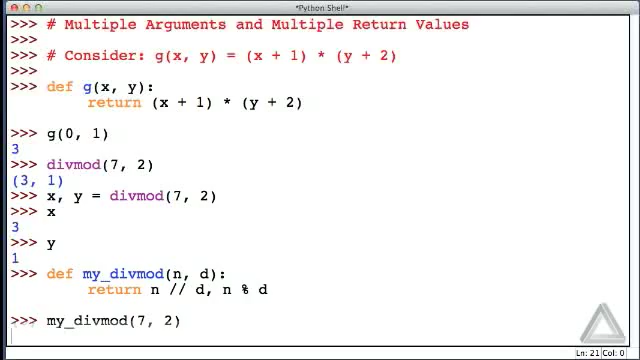 *Python Shell*
>>> # Multiple Arguments and Multiple Return Values
>>>
>>> # Consider: g(x, y) = (x + 1) * (y + 2)
>>>
>>> def g(x, y):
        return (x + 1) * (y + 2)
>>> g(0, 1)
3
>>> divmod(7, 2)
(3, 1)
>>> x, y = divmod(7, 2)
>>> x
3
>>> y
1
>>> def my_divmod(n, d):
        return n // d, n % d
>>> my_divmod(7, 2)
Ln: 21 Col: 0